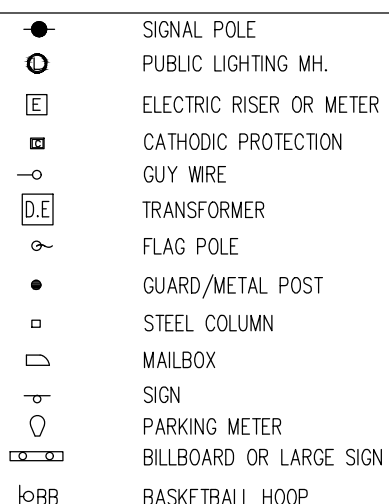 SIGNAL POLE
L PUBLIC LIGHTING MH.
E ELECTRIC RISER OR METER
C CATHODIC PROTECTION
GUY WIRE
D.E TRANSFORMER
FLAG POLE
GUARD/METAL POST
STEEL COLUMN
MAILBOX
SIGN
PARKING METER
BILLBOARD OR LARGE SIGN
BB BASKETBALL HOOP